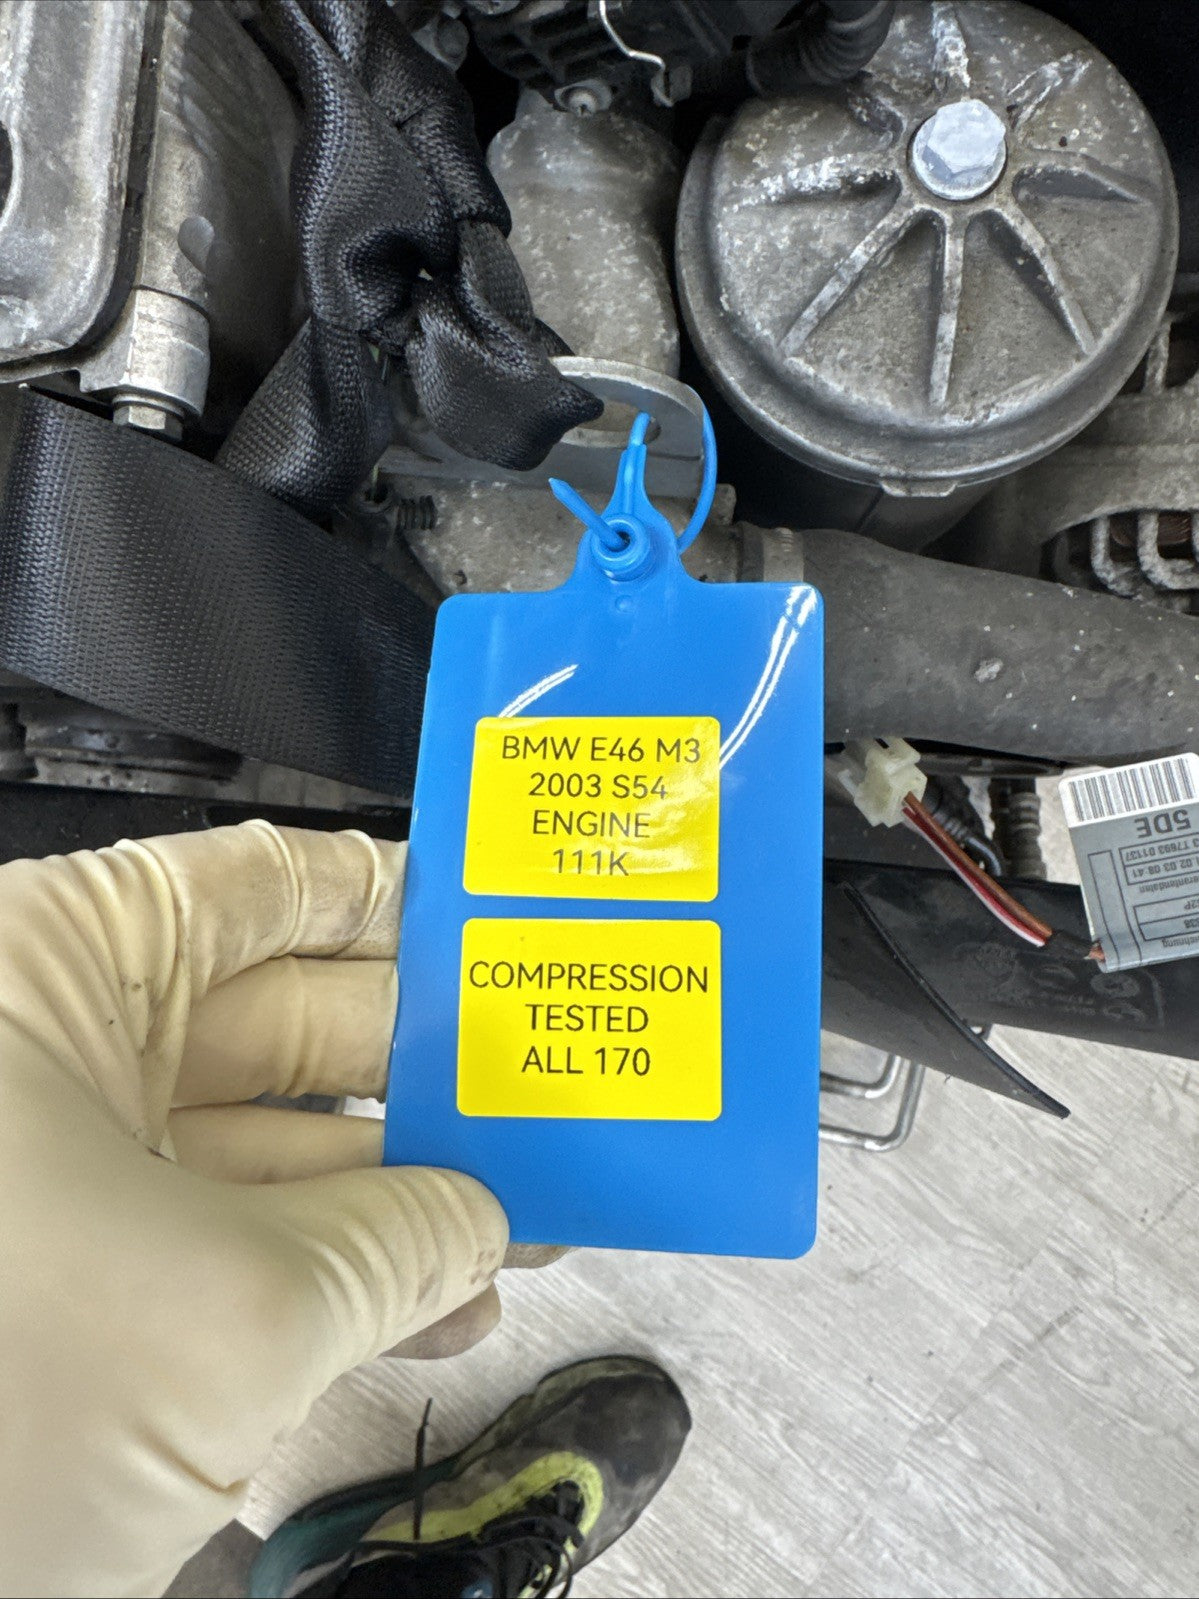 BMW E46 M3
2003 S54
ENGINE
111K
COMPRESSION
TESTED
ALL 170
5DE